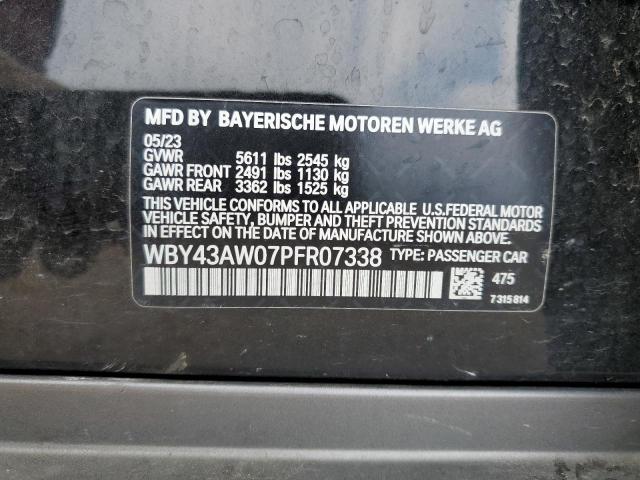 MFD BY BAYERISCHE MOTOREN WERKE AG
05/23
GVWR 5611 lbs 2545 kg
GAWR FRONT 2491 lbs 1130 kg
GAWR REAR 3362 lbs 1525 kg
THIS VEHICLE CONFORMS TO ALL APPLICABLE U.S.FEDERAL MOTOR
VEHICLE SAFETY, BUMPER AND THEFT PREVENTION STANDARDS
IN EFFECT ON THE DATE OF MANUFACTURE SHOWN ABOVE.
WBY43AW07PFR07338 TYPE: PASSENGER CAR
475
7315814